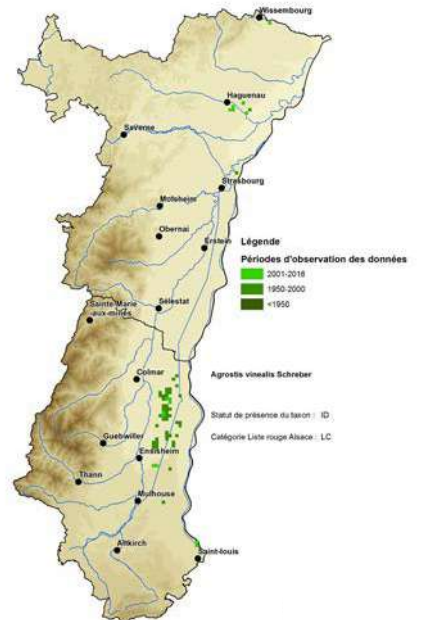 Wissembourg
Haguenau
Saverne
Strasbourg
Molsheim
Obernai
Erstein
Légende
Périodes d'observation des données
2001-2016
1950-2000
<1950
Sélestat
Sainte-Marie
-aux-mines
Colmar
Agrostis vinealis Schreber
Statut de présence du taxon : ID
Catégorie Liste rouge Alsace : LC
Guebwiller
Ensisheim
Thann
Mulhouse
Altkirch
Saint-louis